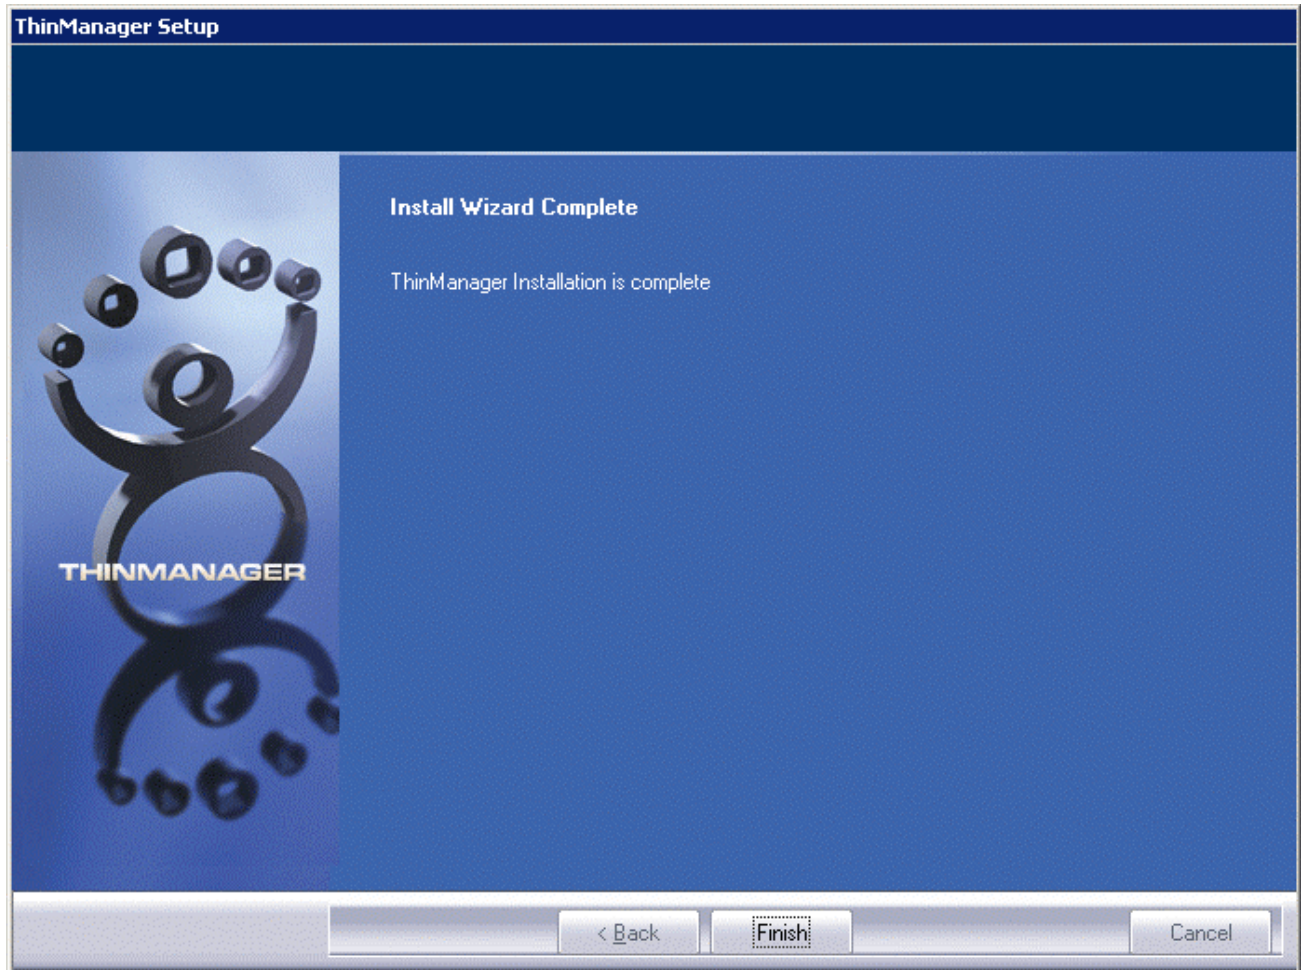 ThinManager Setup
Install Wizard Complete
ThinManager Installation is complete
THINMANAGER
< Back
Finish
Cancel